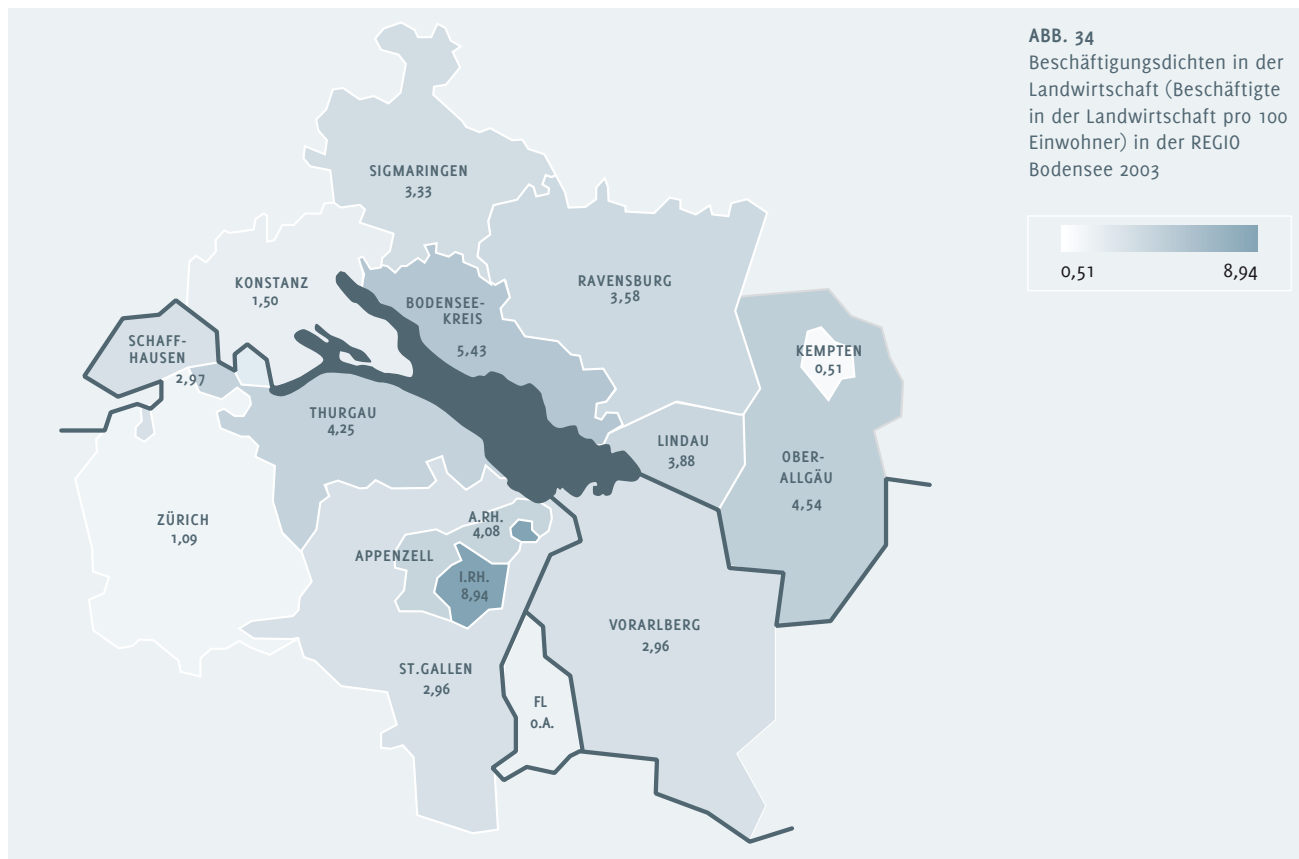 ABB. 34
Beschäftigungsdichten in der
Landwirtschaft (Beschäftigte
in der Landwirtschaft pro 100
Einwohner) in der REGIO
Bodensee 2003
0,51 8,94
SIGMARINGEN
3,33
KONSTANZ
1,50
BODENSEE-
KREIS
5,43
RAVENSBURG
3,58
SCHAFF-
HAUSEN
2,97
KEMPTEN
0,51
THURGAU
4,25
LINDAU
3,88
OBER-
ALLGÄU
4,54
ZÜRICH
1,09
A.RH.
4,08
APPENZELL
I.RH.
8,94
VORARLBERG
2,96
ST.GALLEN
2,96
FL
o.A.